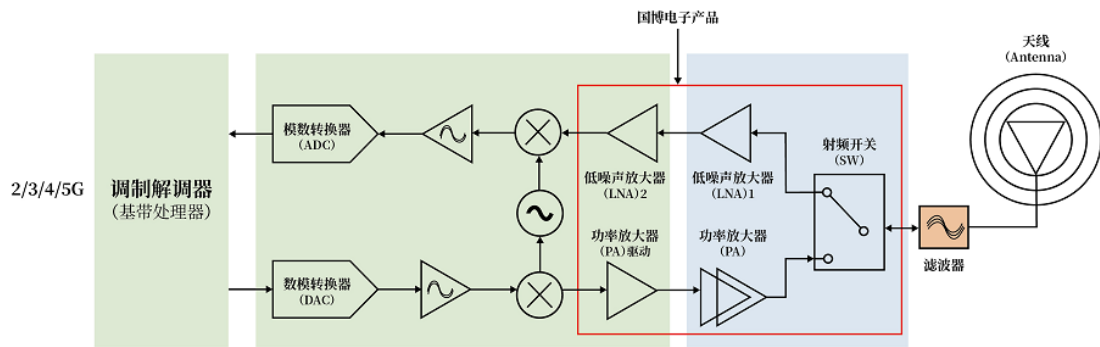 国博电子产品
天线
(Antenna)
模数转换器
(ADC)
射频开关
(SW)
2/3/4/5G
调制解调器
(基带处理器)
低噪声放大器
(LNA)2
低噪声放大器
(LNA)1
功率放大器
(PA)驱动
功率放大器
(PA)
滤波器
数模转换器
(DAC)